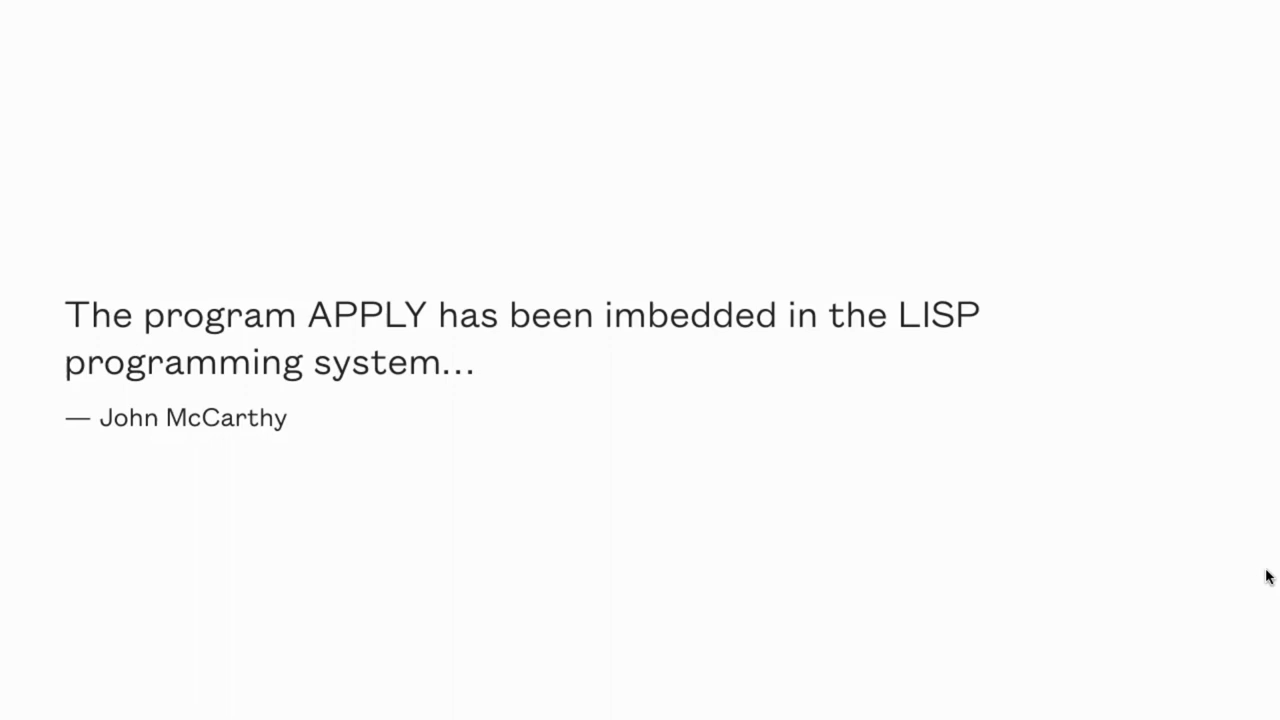 The program APPLY has been imbedded in the LISP
programming system...
— John McCarthy